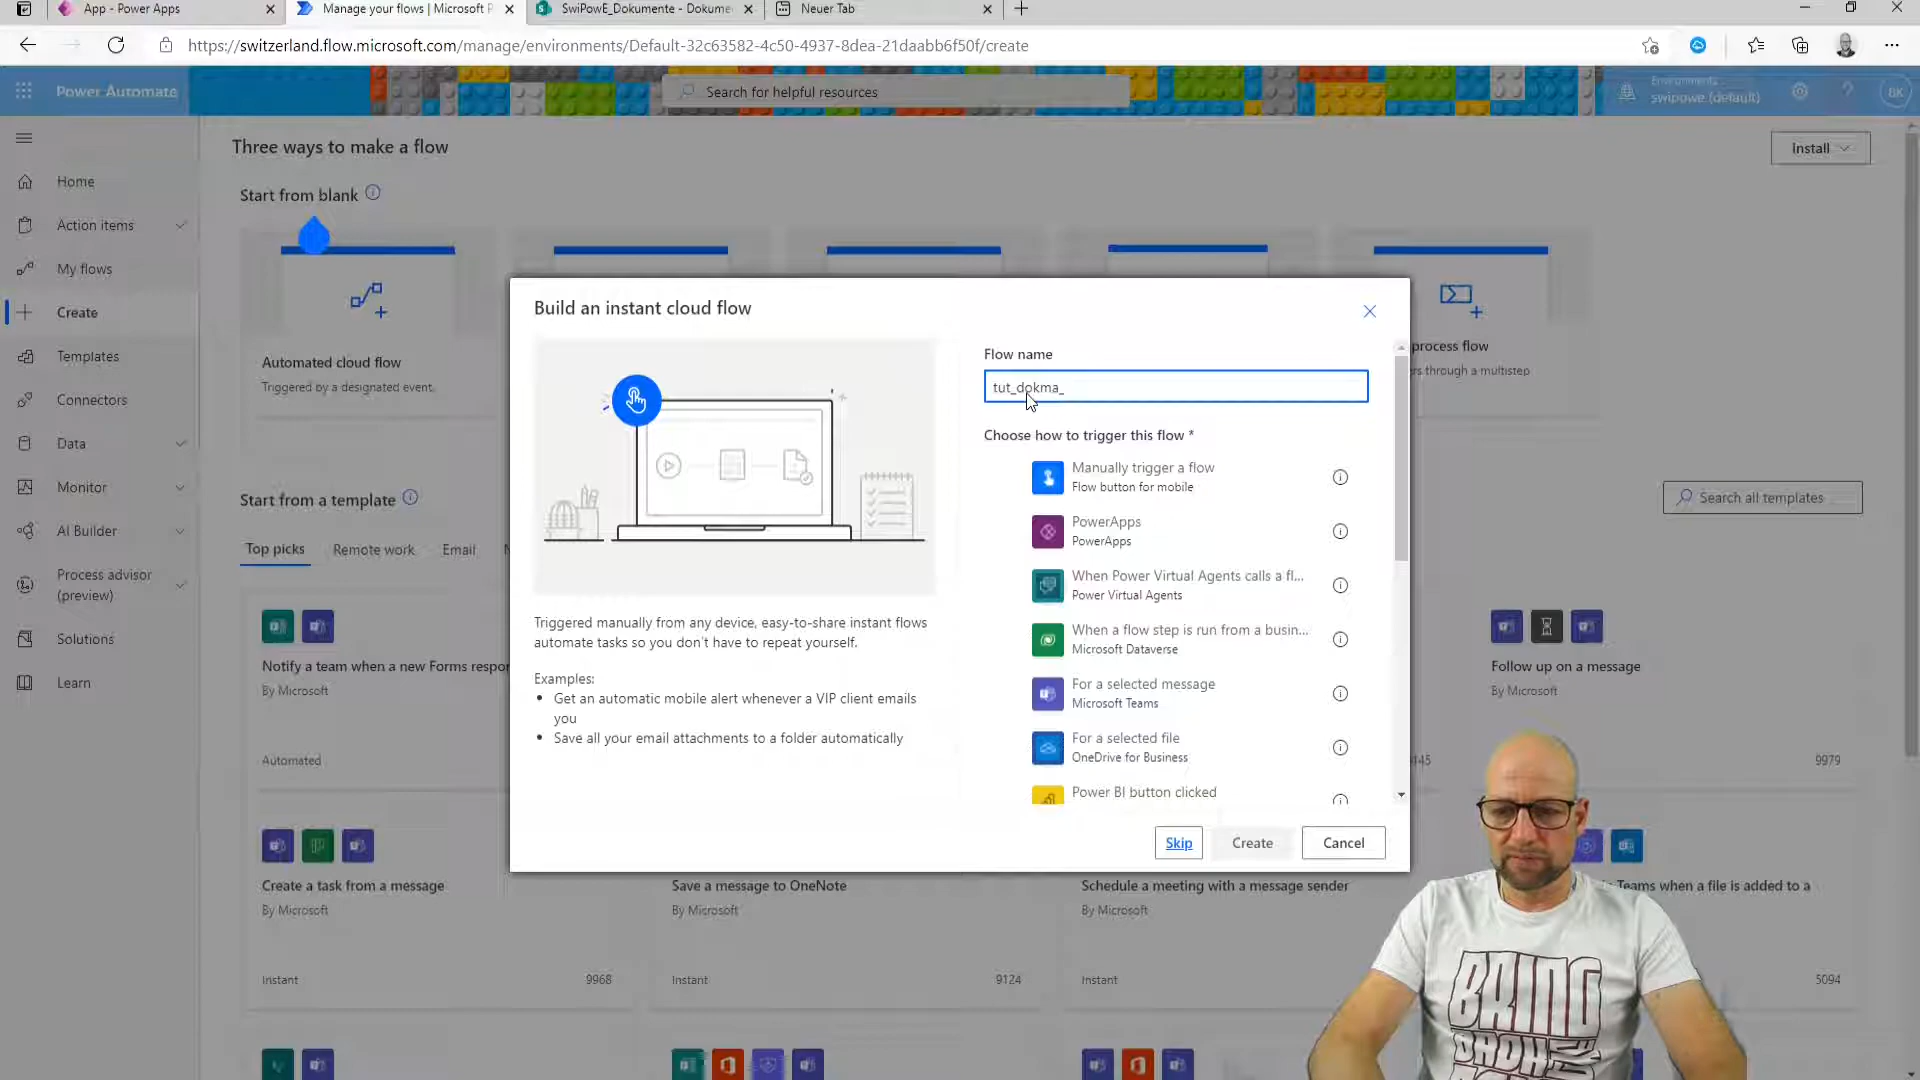 App - Power Apps
Manage your flows | Microsoft P
SwiPowE_Dokumente - Dokume
Neuer Tab
https://switzerland.flow.microsoft.com/manage/environments/Default-32c63582-4c50-4937-8dea-21daabb6f50f/create
Power Automate
Search for helpful resources
Environments
swipowe (default)
BK
Three ways to make a flow
Install
Home
Start from blank
Action items
My flows
Create
Templates
Connectors
Data
Monitor
AI Builder
Process advisor
(preview)
Solutions
Learn
Automated cloud flow
Triggered by a designated event.
process flow
rs through a multistep
Build an instant cloud flow
Triggered manually from any device, easy-to-share instant flows
automate tasks so you don't have to repeat yourself.
Examples:
Get an automatic mobile alert whenever a VIP client emails
you
Save all your email attachments to a folder automatically
Flow name
tut_dokma_
Choose how to trigger this flow *
Manually trigger a flow
Flow button for mobile
PowerApps
PowerApps
When Power Virtual Agents calls a fl...
Power Virtual Agents
When a flow step is run from a busin...
Microsoft Dataverse
For a selected message
Microsoft Teams
For a selected file
OneDrive for Business
Power BI button clicked
Skip
Create
Cancel
Start from a template
Search all templates
Top picks
Remote work
Email
Notify a team when a new Forms respor
By Microsoft
Automated
Follow up on a message
By Microsoft
9979
Create a task from a message
By Microsoft
Instant
9968
Save a message to OneNote
By Microsoft
Instant
9124
Schedule a meeting with a message sender
By Microsoft
Instant
Teams when a file is added to a
5094
BRING